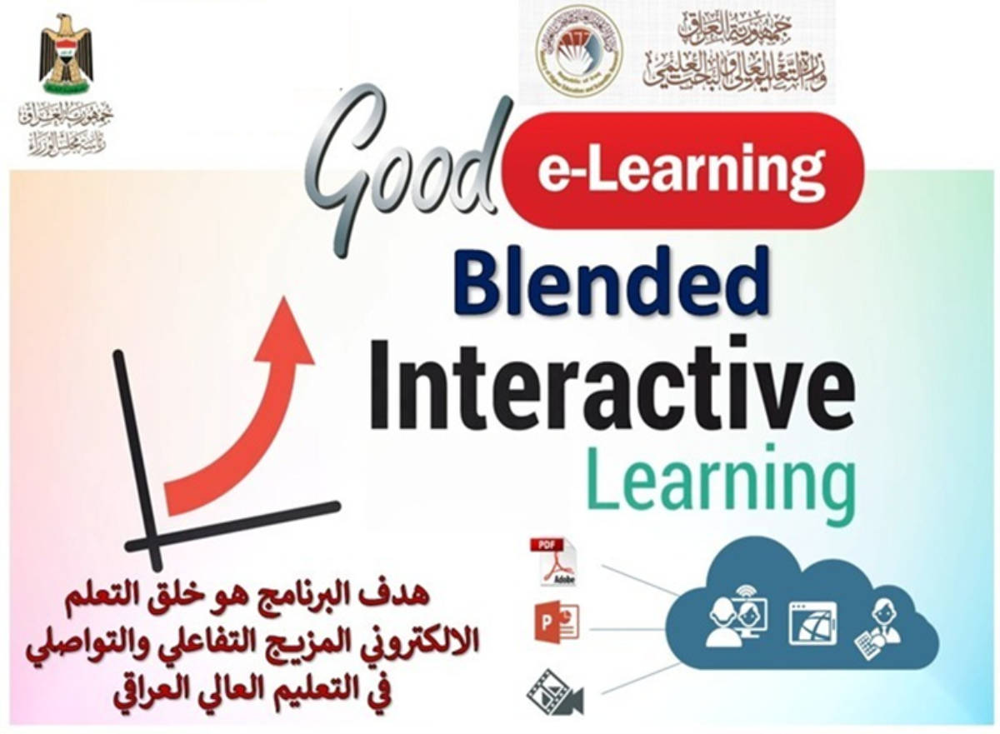 جمهورية العراق
وزارة التعليم العالي والبحث العلمي
جمهورية العراق
رئاسة مجلس الوزراء
Good e-Learning
Blended
Interactive
Learning
PDF
Adobe
P
هدف البرنامج هو خلق التعلم
الالكتروني المزيج التفاعلي والتواصلي
في التعليم العالي العراقي